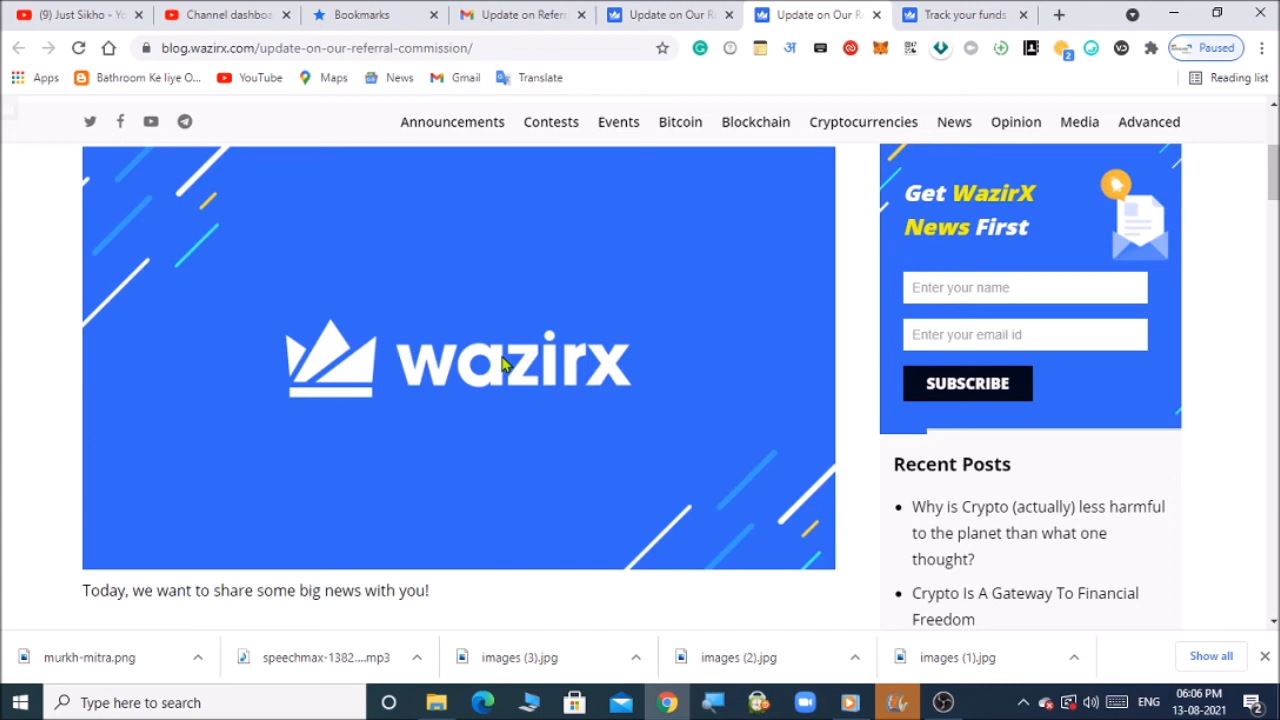 (9) Just Sikho - Yo
Channel dashboa
Bookmarks
Update on Referr
Update on Our Re
Update on Our Re
Track your funds
blog.wazirx.com/update-on-our-referral-commission/
Paused
Apps
Bathroom Ke liye O...
YouTube
Maps
News
Gmail
Translate
Reading list
Announcements Contests Events Bitcoin Blockchain Cryptocurrencies News Opinion Media Advanced
wazirx
Today, we want to share some big news with you!
Get WazirX
News First
Enter your name
Enter your email id
SUBSCRIBE
Recent Posts
Why is Crypto (actually) less harmful
to the planet than what one
thought?
Crypto Is A Gateway To Financial
Freedom
murkh-mitra.png
speechmax-1382....mp3
images (3).jpg
images (2).jpg
images (1).jpg
Show all
Type here to search
ENG
06:06 PM
13-08-2021
2